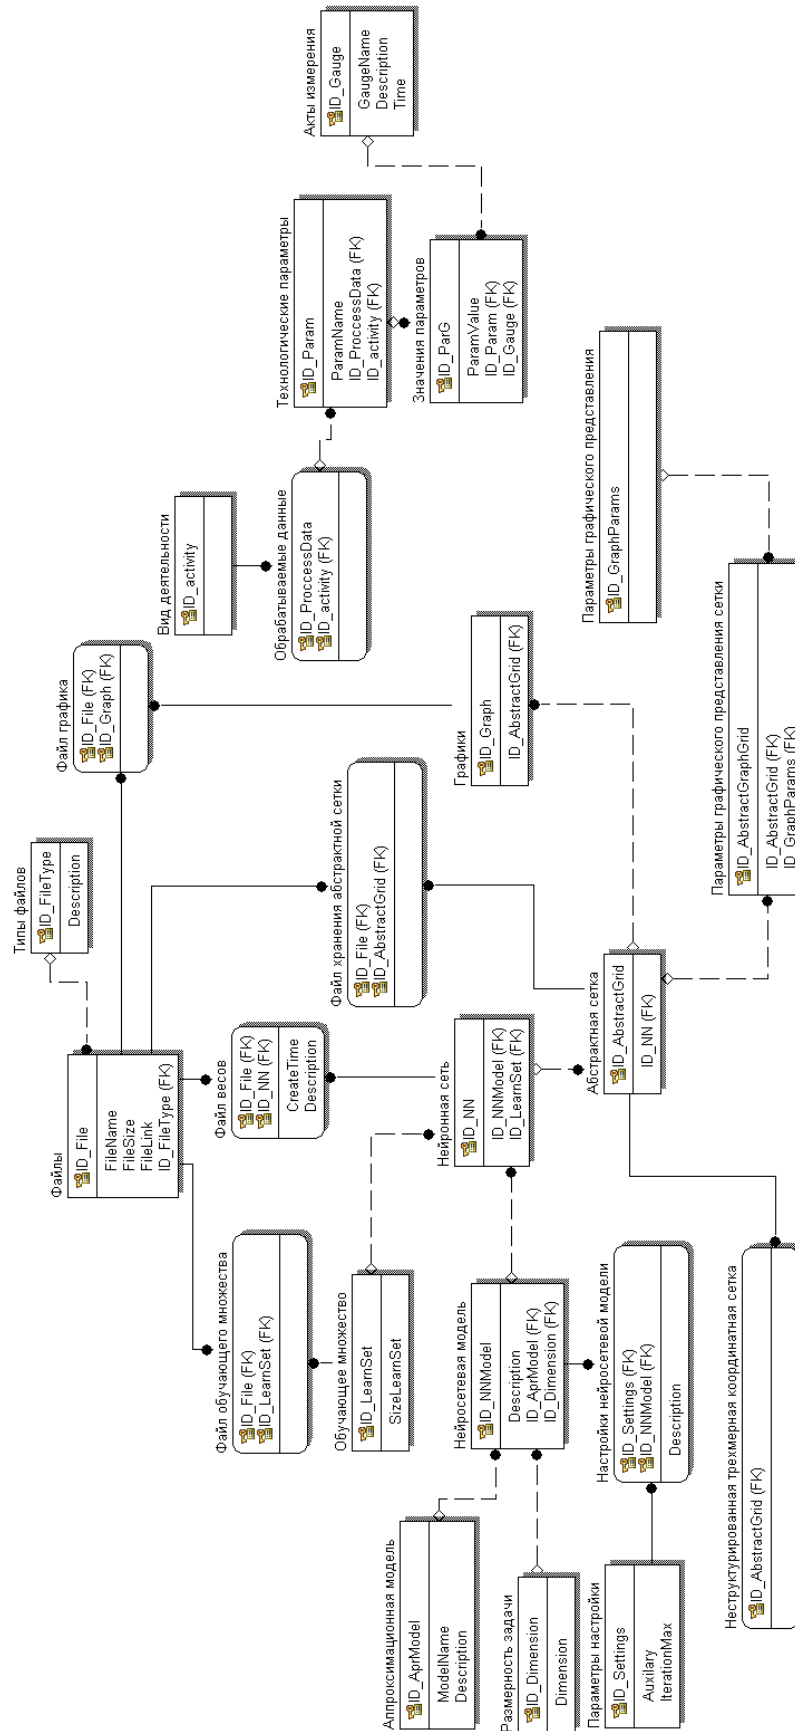 Типы файлов
ID_FileType
Description
Файлы
ID_File
FileName
FileSize
FileLink
ID_FileType (FK)
Файл графика
ID_File (FK)
ID_Graph (FK)
Вид деятельности
ID_activity
Обрабатываемые данные
ID_ProccessData
ID_activity (FK)
Технологические параметры
ID_Param
ParamName
ID_ProccessData (FK)
ID_activity (FK)
Акты измерения
ID_Gauge
GaugeName
Description
Time
Значения параметров
ID_ParG
ParamValue
ID_Param (FK)
ID_Gauge (FK)
Файл обучающего множества
ID_File (FK)
ID_LearnSet (FK)
Файл весов
ID_File (FK)
ID_NN (FK)
CreateTime
Description
Файл хранения абстрактной сетки
ID_File (FK)
ID_AbstractGrid (FK)
Обучающее множество
ID_LearnSet
SizeLearnSet
Нейронная сеть
ID_NN
ID_NNModel (FK)
ID_LearnSet (FK)
Графики
ID_Graph
ID_AbstractGrid (FK)
Аппроксимационная модель
ID_AprModel
ModelName
Description
Нейросетевая модель
ID_NNModel
Description
ID_AprModel (FK)
ID_Dimension (FK)
Размерность задачи
ID_Dimension
Dimension
Настройки нейросетевой модели
ID_Settings (FK)
ID_NNModel (FK)
Description
Параметры настройки
ID_Settings
Auxilary
IterationMax
Абстрактная сетка
ID_AbstractGrid
ID_NN (FK)
Параметры графического представления
ID_GraphParams
Параметры графического представления сетки
ID_AbstractGraphGrid
ID_AbstractGrid (FK)
ID_GraphParams (FK)
Неструктурированная трехмерная координатная сетка
ID_AbstractGrid (FK)